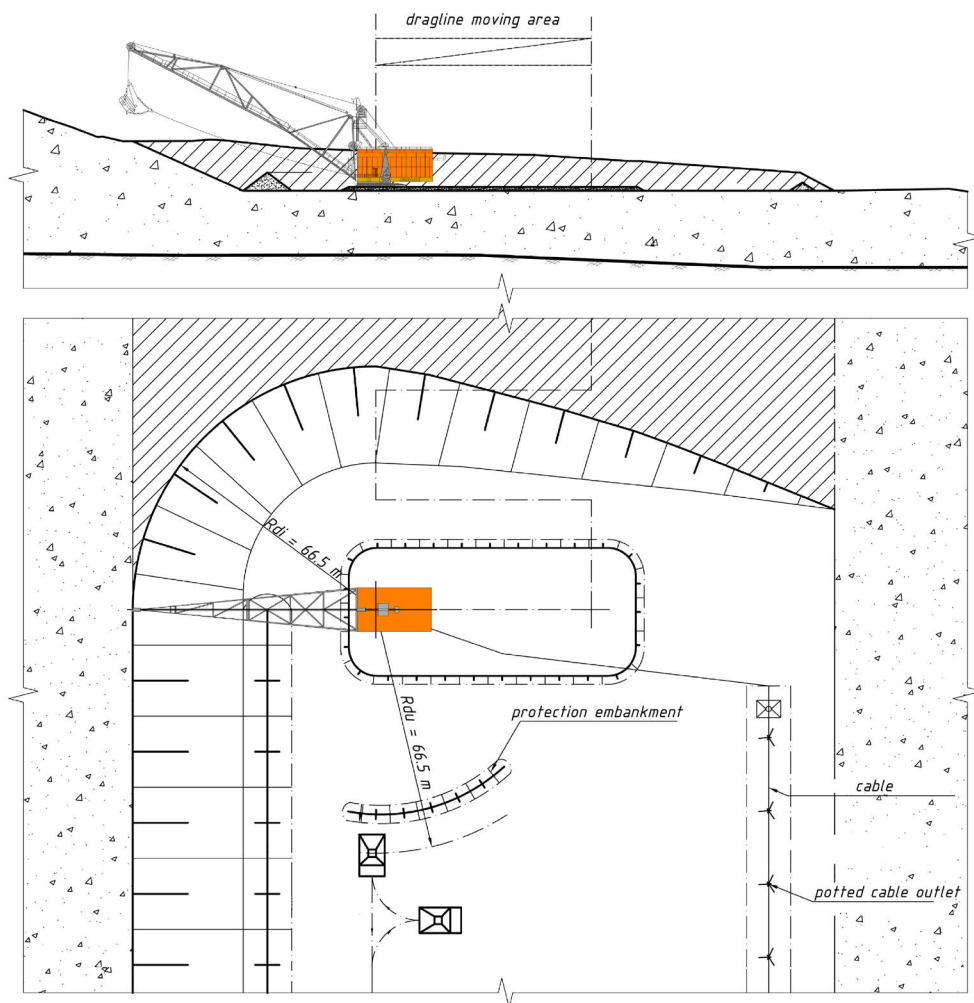 dragline moving area
Rdi = 66.5 m
Rdu = 66.5 m
protection embankment
cable
potted cable outlet